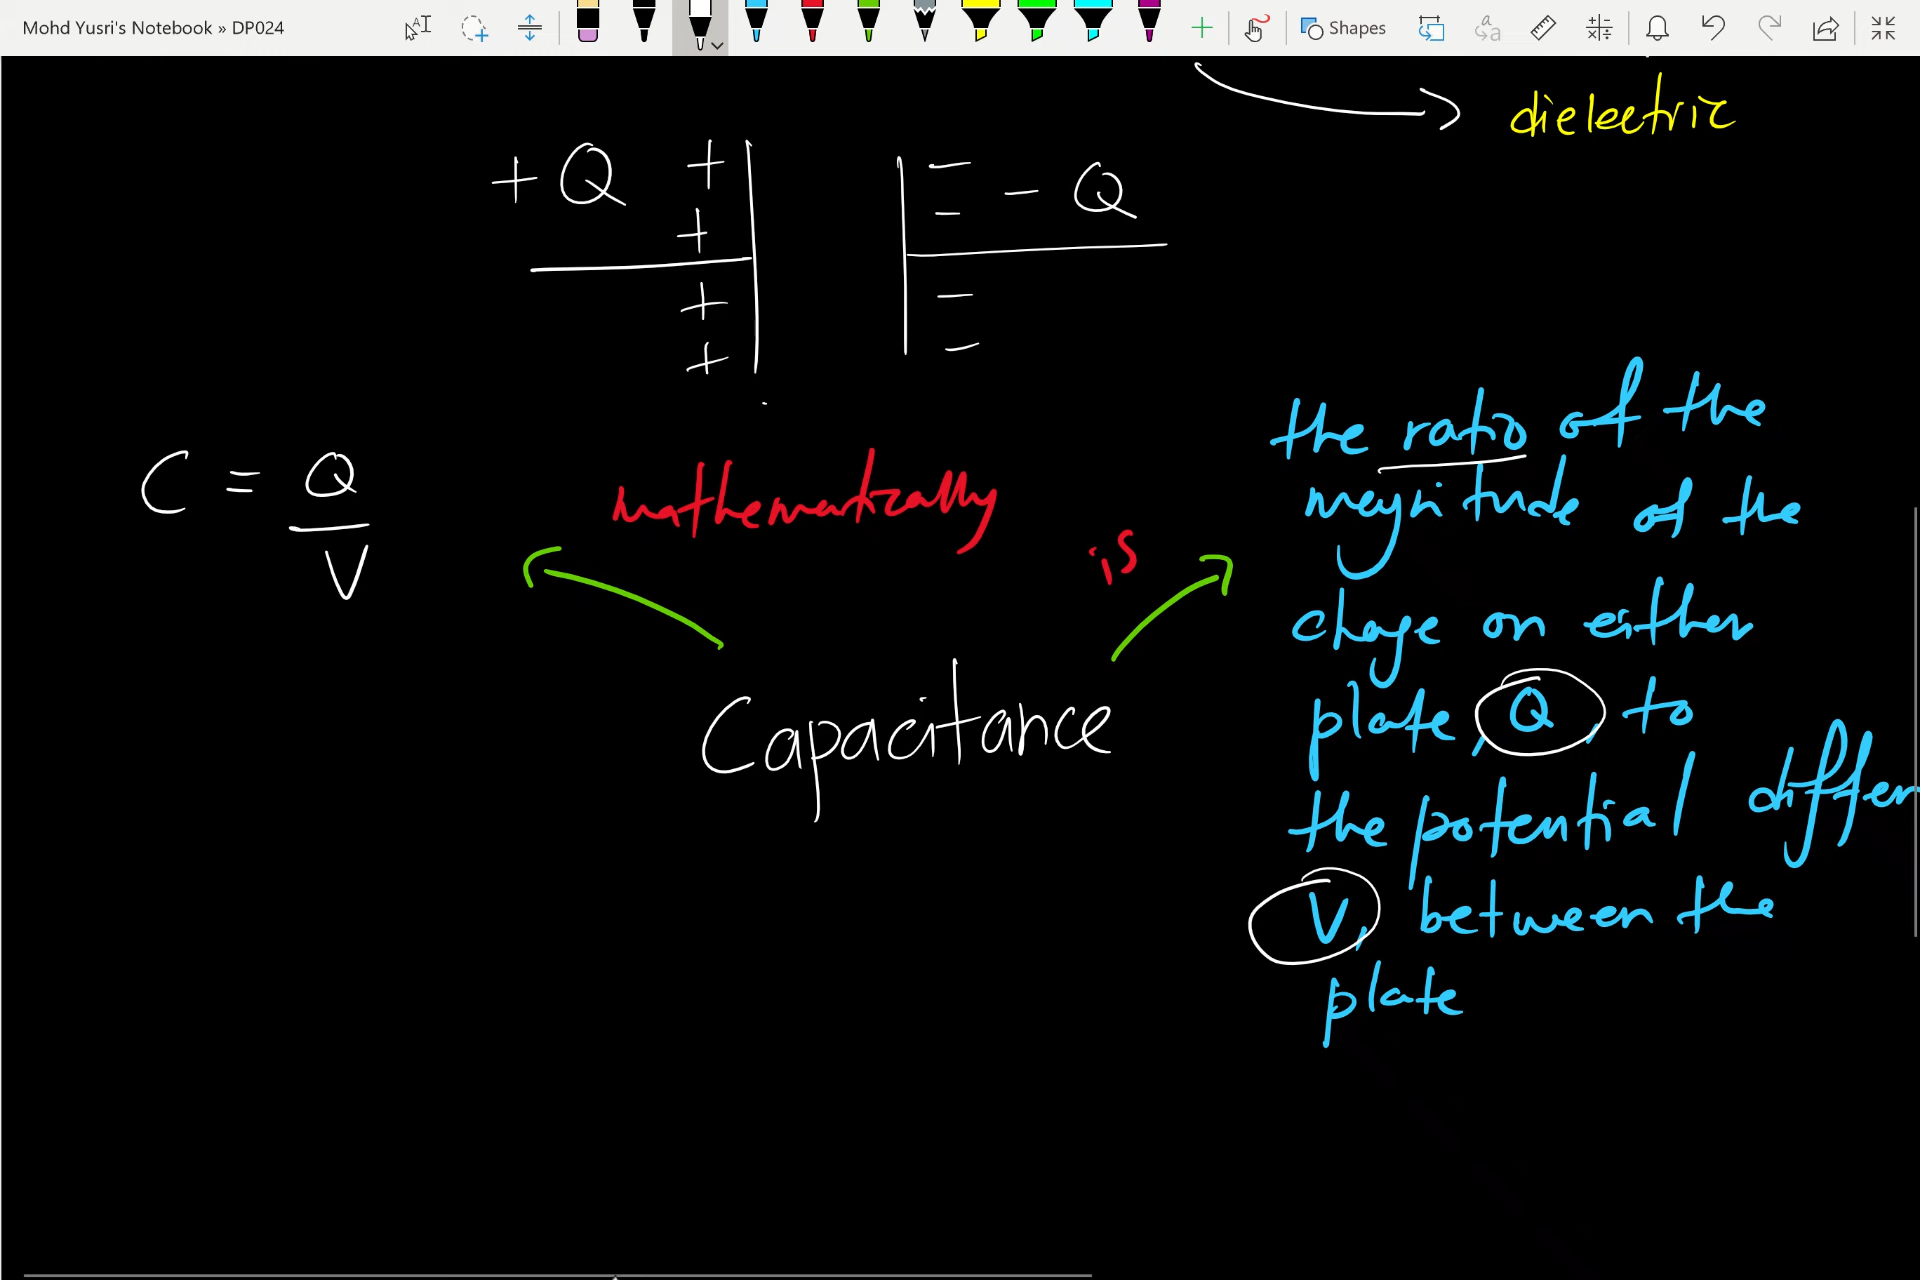 Mohd Yusri's Notebook » DP024
Shapes
dielectric
+ Q + − Q
+
+
+
C = Q
V
mathematically
is
Capacitance
the ratio of the
magnitude of the
charge on either
plate, Q, to
the potential differen
V, between the
plate